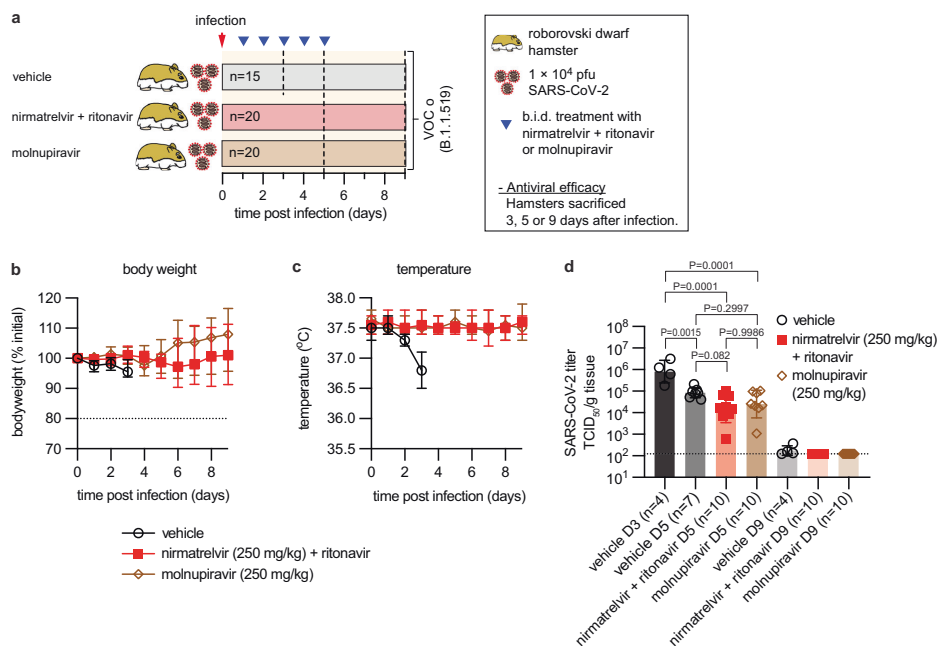 a
infection
vehicle
n=15
nirmatrelvir + ritonavir
n=20
molnupiravir
n=20
0 2 4 6 8
time post infection (days)
VOC o
(B.1.1.519)
roborovski dwarf
hamster
1 × 10⁴ pfu
SARS-CoV-2
b.i.d. treatment with
nirmatrelvir + ritonavir
or molnupiravir
- Antiviral efficacy
Hamsters sacrificed
3, 5 or 9 days after infection.
b
body weight
bodyweight (% initial)
120
110
100
90
80
70
0 2 4 6 8
time post infection (days)
c
temperature
temperature (⁰C)
38.0
37.5
37.0
36.5
36.0
35.5
0 2 4 6 8
time post infection (days)
vehicle
nirmatrelvir (250 mg/kg) + ritonavir
molnupiravir (250 mg/kg)
d
P=0.0001
P=0.0001
P=0.2997
P=0.0015
P=0.9986
P=0.082
SARS-CoV-2 titer
TCID₅₀/g tissue
10⁸
10⁷
10⁶
10⁵
10⁴
10³
10²
10¹
vehicle D3 (n=4)
vehicle D5 (n=7)
nirmatrelvir + ritonavir D5 (n=10)
molnupiravir D5 (n=10)
vehicle D9 (n=4)
nirmatrelvir + ritonavir D9 (n=10)
molnupiravir D9 (n=10)
vehicle
nirmatrelvir (250 mg/kg)
+ ritonavir
molnupiravir
(250 mg/kg)